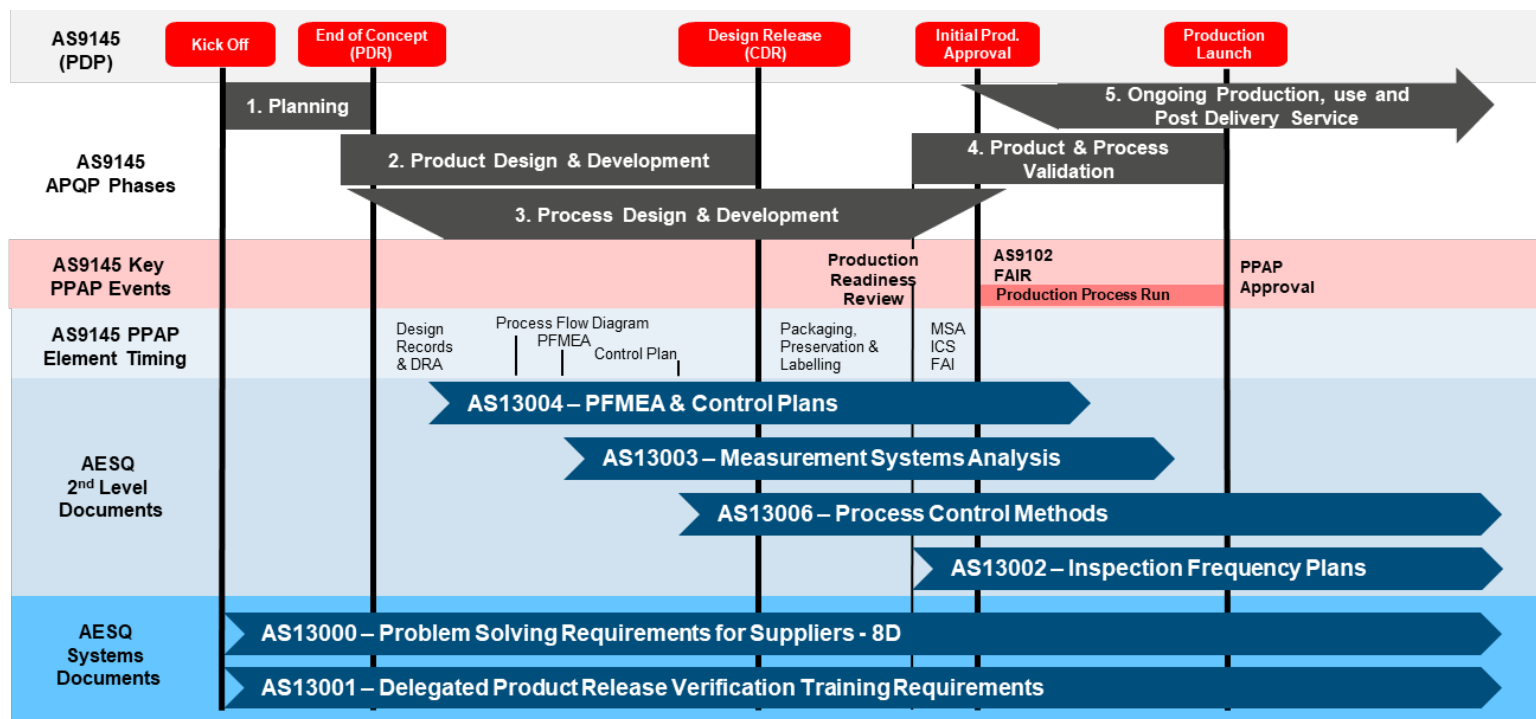 AS9145
(PDP)
Kick Off
End of Concept
(PDR)
Design Release
(CDR)
Initial Prod.
Approval
Production
Launch
AS9145
APQP Phases
1. Planning
5. Ongoing Production, use and
Post Delivery Service
2. Product Design & Development
4. Product & Process
Validation
3. Process Design & Development
AS9145 Key
PPAP Events
Production
Readiness
Review
AS9102
FAIR
Production Process Run
PPAP
Approval
AS9145 PPAP
Element Timing
Design
Records
& DRA
Process Flow Diagram
PFMEA
Control Plan
Packaging,
Preservation &
Labelling
MSA
ICS
FAI
AESQ
2nd Level
Documents
AS13004 – PFMEA & Control Plans
AS13003 – Measurement Systems Analysis
AS13006 – Process Control Methods
AS13002 – Inspection Frequency Plans
AESQ
Systems
Documents
AS13000 – Problem Solving Requirements for Suppliers - 8D
AS13001 – Delegated Product Release Verification Training Requirements